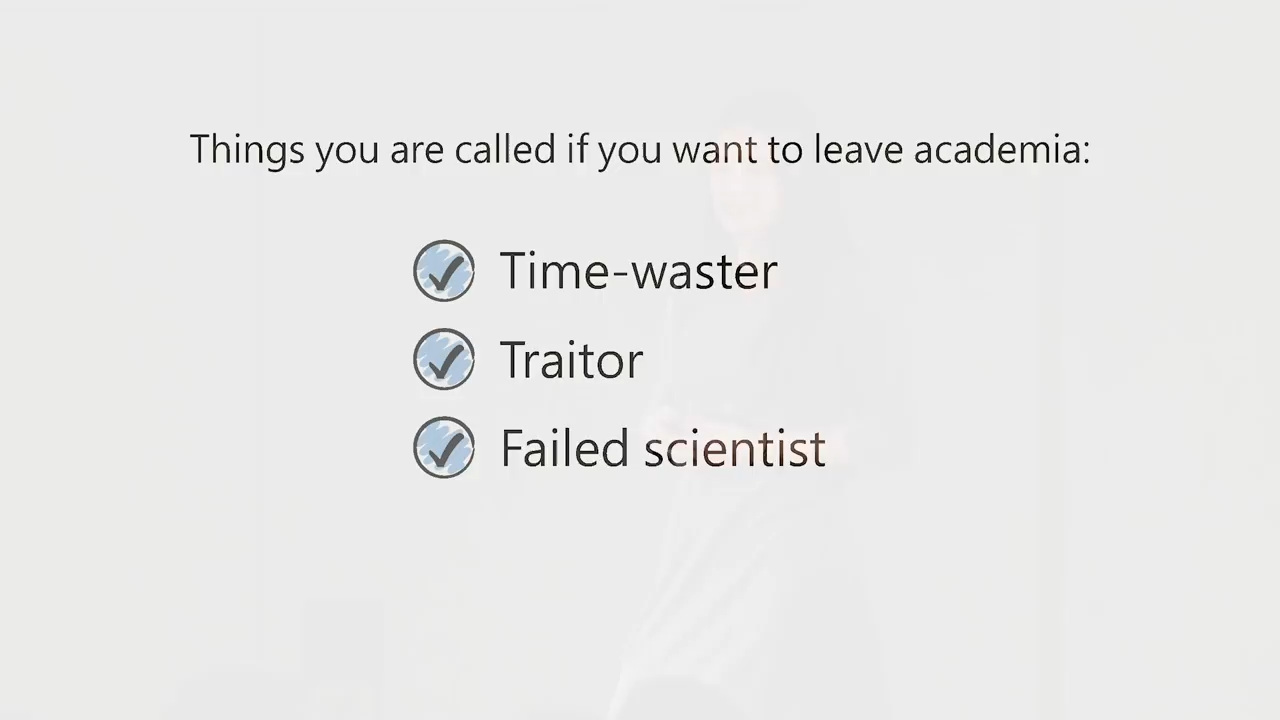 Things you are called if you want to leave academia:
Time-waster
Traitor
Failed scientist